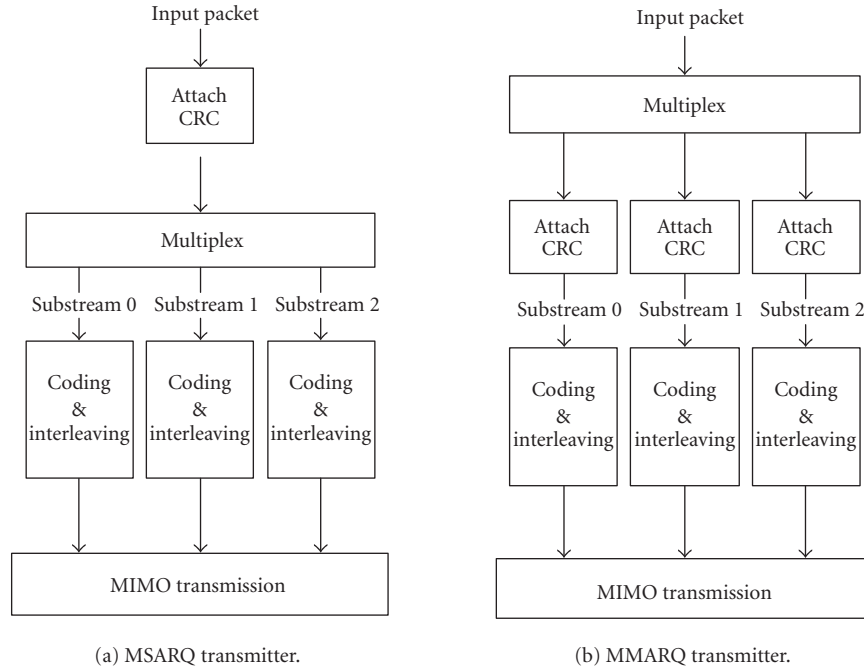 Input packet
Attach
CRC
Multiplex
Substream 0
Substream 1
Substream 2
Coding
&
interleaving
Coding
&
interleaving
Coding
&
interleaving
MIMO transmission
(a) MSARQ transmitter.
Input packet
Multiplex
Attach
CRC
Attach
CRC
Attach
CRC
Substream 0
Substream 1
Substream 2
Coding
&
interleaving
Coding
&
interleaving
Coding
&
interleaving
MIMO transmission
(b) MMARQ transmitter.